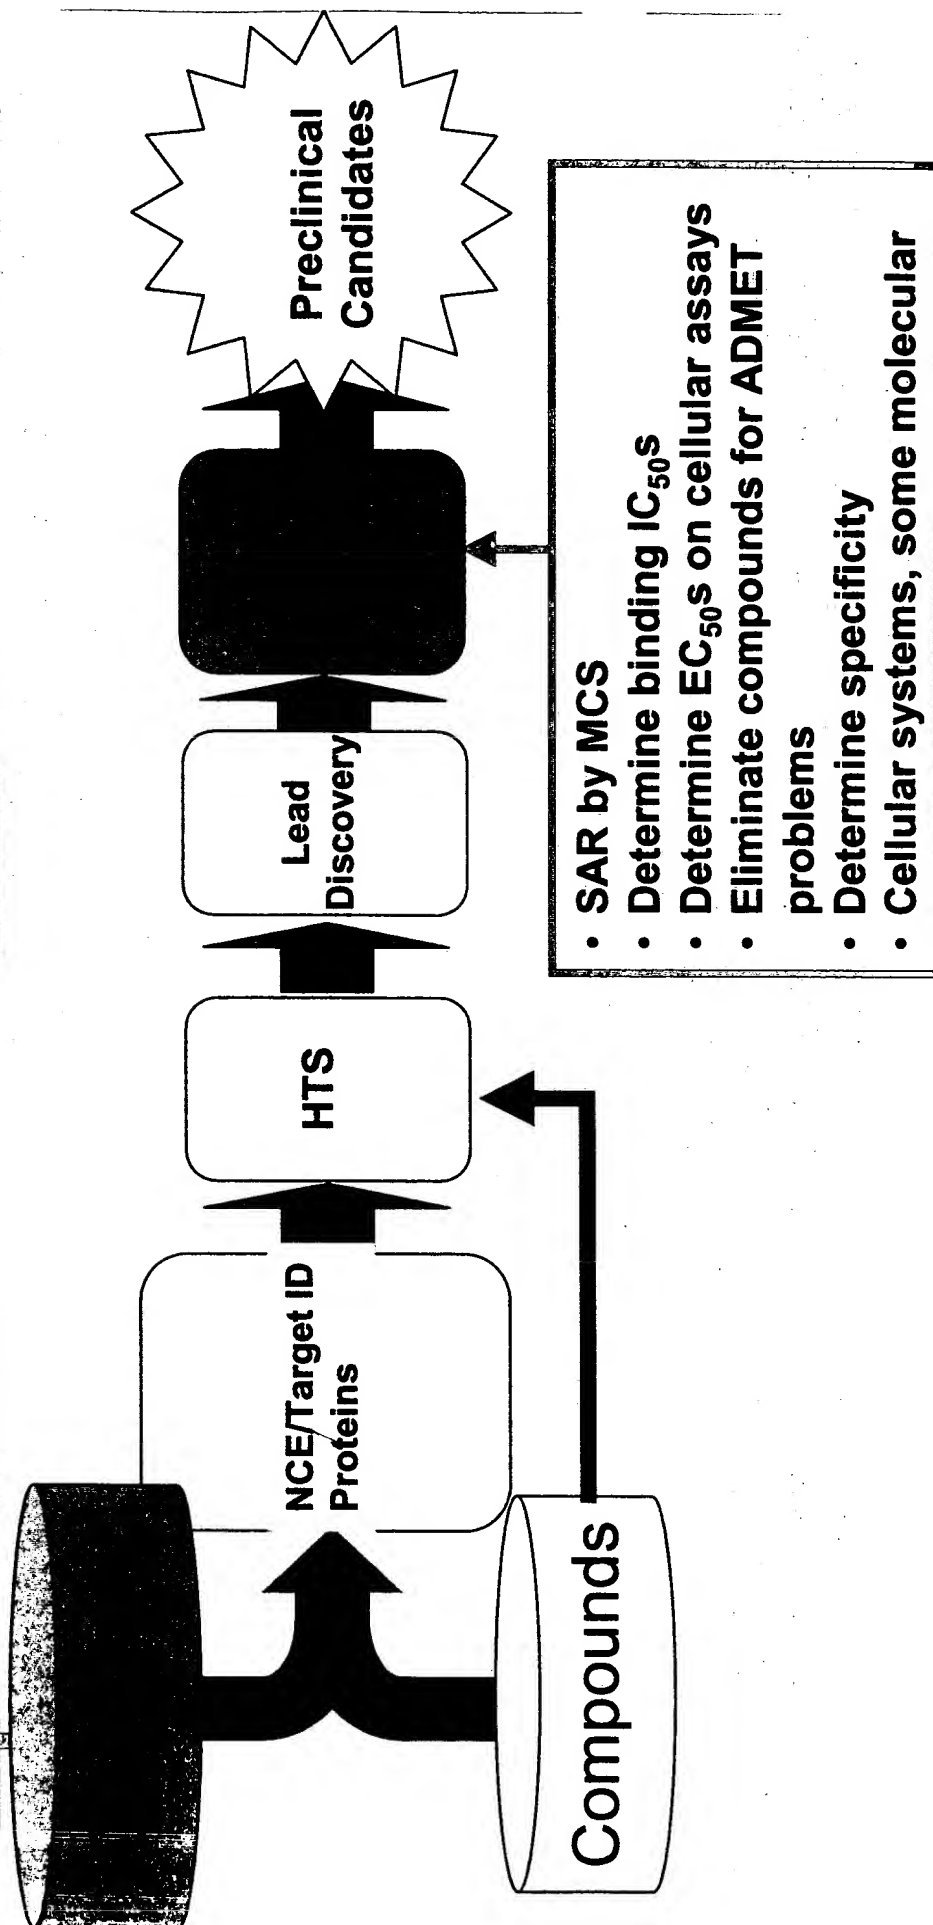 Compounds
NCE/Target ID
Proteins
HTS
Lead
Discovery
Preclinical
Candidates
• SAR by MCS
• Determine binding IC50s
• Determine EC50s on cellular assays
• Eliminate compounds for ADMET
problems
• Determine specificity
• Cellular systems, some molecular